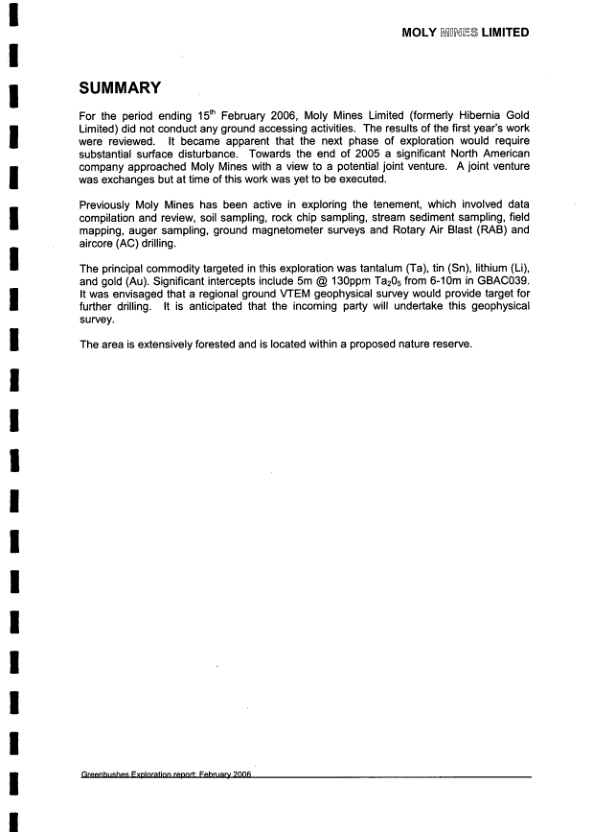 MOLY MINES LIMITED
SUMMARY
For the period ending 15th February 2006, Moly Mines Limited (formerly Hibernia Gold
Limited) did not conduct any ground accessing activities. The results of the first year's work
were reviewed. It became apparent that the next phase of exploration would require
substantial surface disturbance. Towards the end of 2005 a significant North American
company approached Moly Mines with a view to a potential joint venture. A joint venture
was exchanges but at time of this work was yet to be executed.
Previously Moly Mines has been active in exploring the tenement, which involved data
compilation and review, soil sampling, rock chip sampling, stream sediment sampling, field
mapping, auger sampling, ground magnetometer surveys and Rotary Air Blast (RAB) and
aircore (AC) drilling.
The principal commodity targeted in this exploration was tantalum (Ta), tin (Sn), lithium (Li),
and gold (Au). Significant intercepts include 5m @ 130ppm Ta₂0₅ from 6-10m in GBAC039.
It was envisaged that a regional ground VTEM geophysical survey would provide target for
further drilling. It is anticipated that the incoming party will undertake this geophysical
survey.
The area is extensively forested and is located within a proposed nature reserve.
Greenbushes Exploration report: February 2006